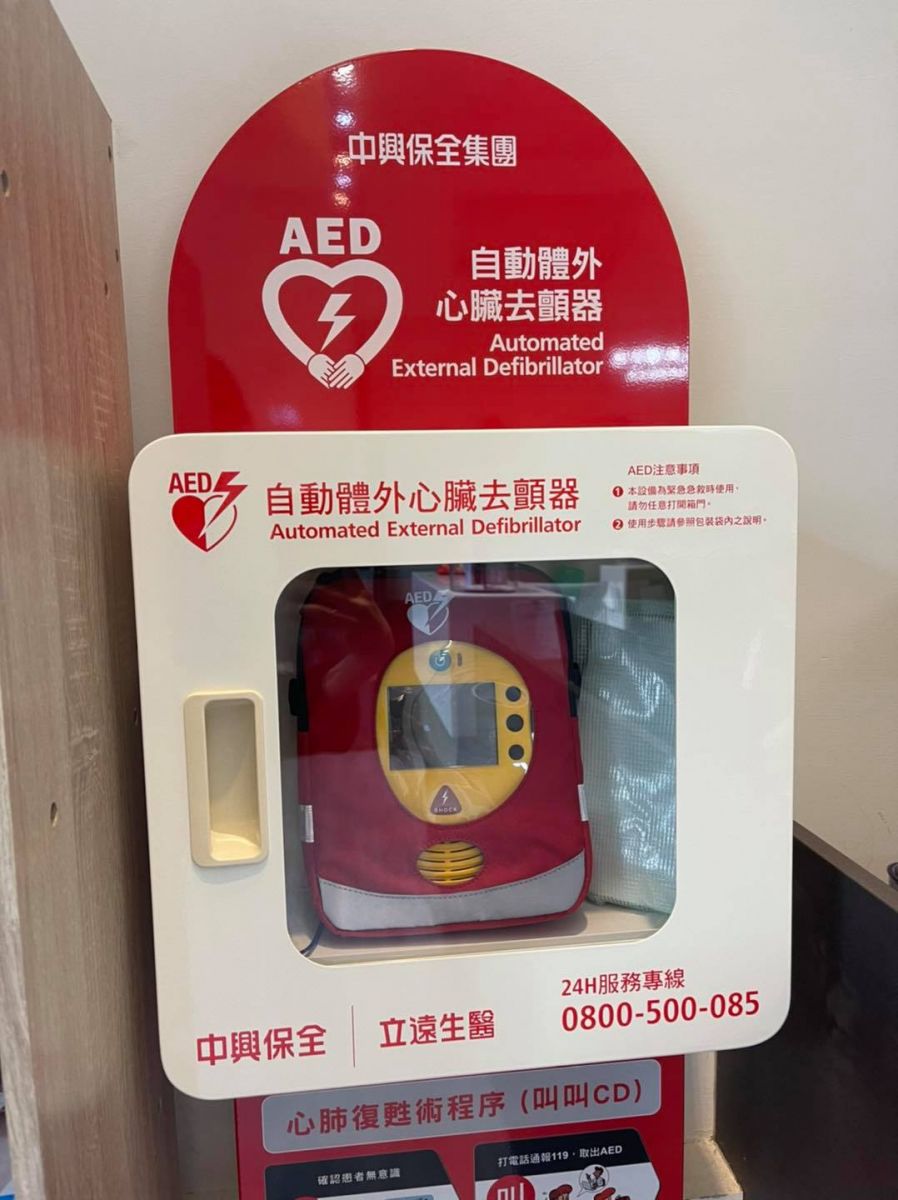 中興保全集團
AED
自動體外
心臟去顫器
Automated
External Defibrillator
AED
自動體外心臟去顫器
Automated External Defibrillator
AED注意事項
❶ 本設備為緊急急救時使用、
請勿任意打開箱門。
❷ 使用步驟請參照包裝袋內之說明。
AED
SHOCK
24H服務專線
0800-500-085
中興保全
立遠生醫
心肺復甦術程序 (叫叫CD)
確認患者無意識
打電話通報119,取出AED
叫